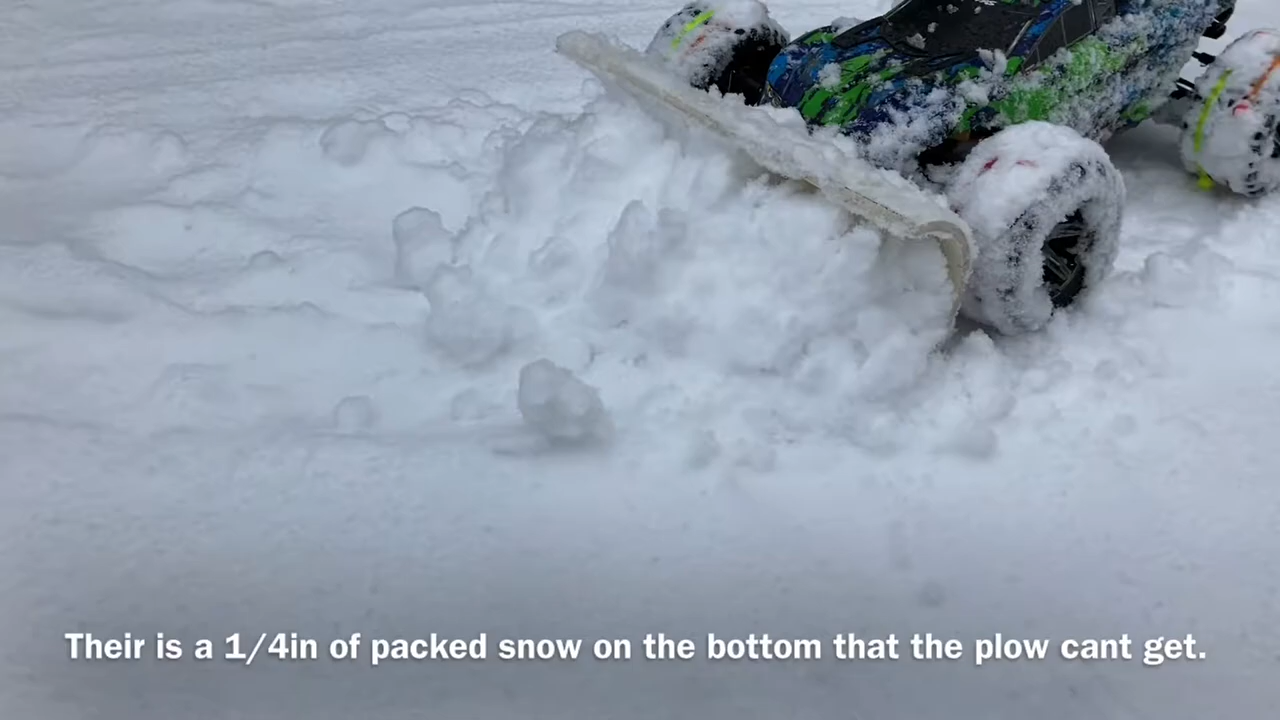 Their is a 1/4in of packed snow on the bottom that the plow cant get.